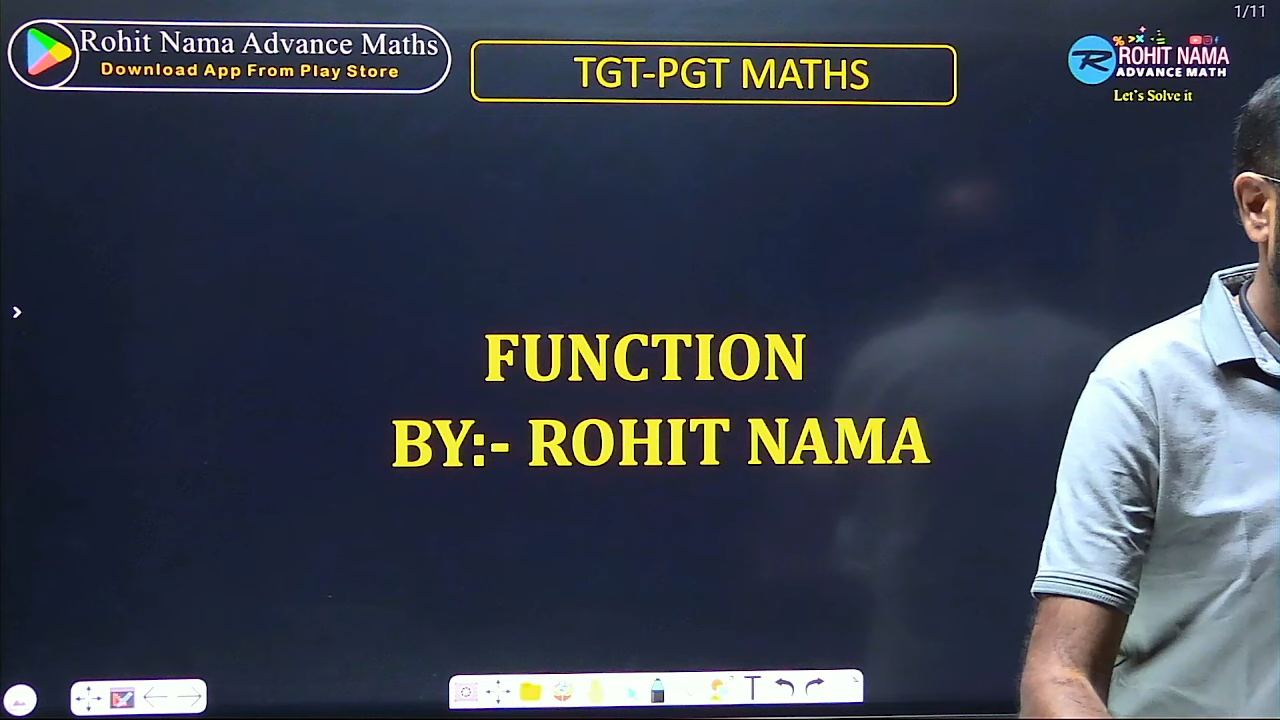 1/11
Rohit Nama Advance Maths
Download App From Play Store
TGT-PGT MATHS
ROHIT NAMA
ADVANCE MATH
Let's Solve it
FUNCTION
BY:- ROHIT NAMA
T